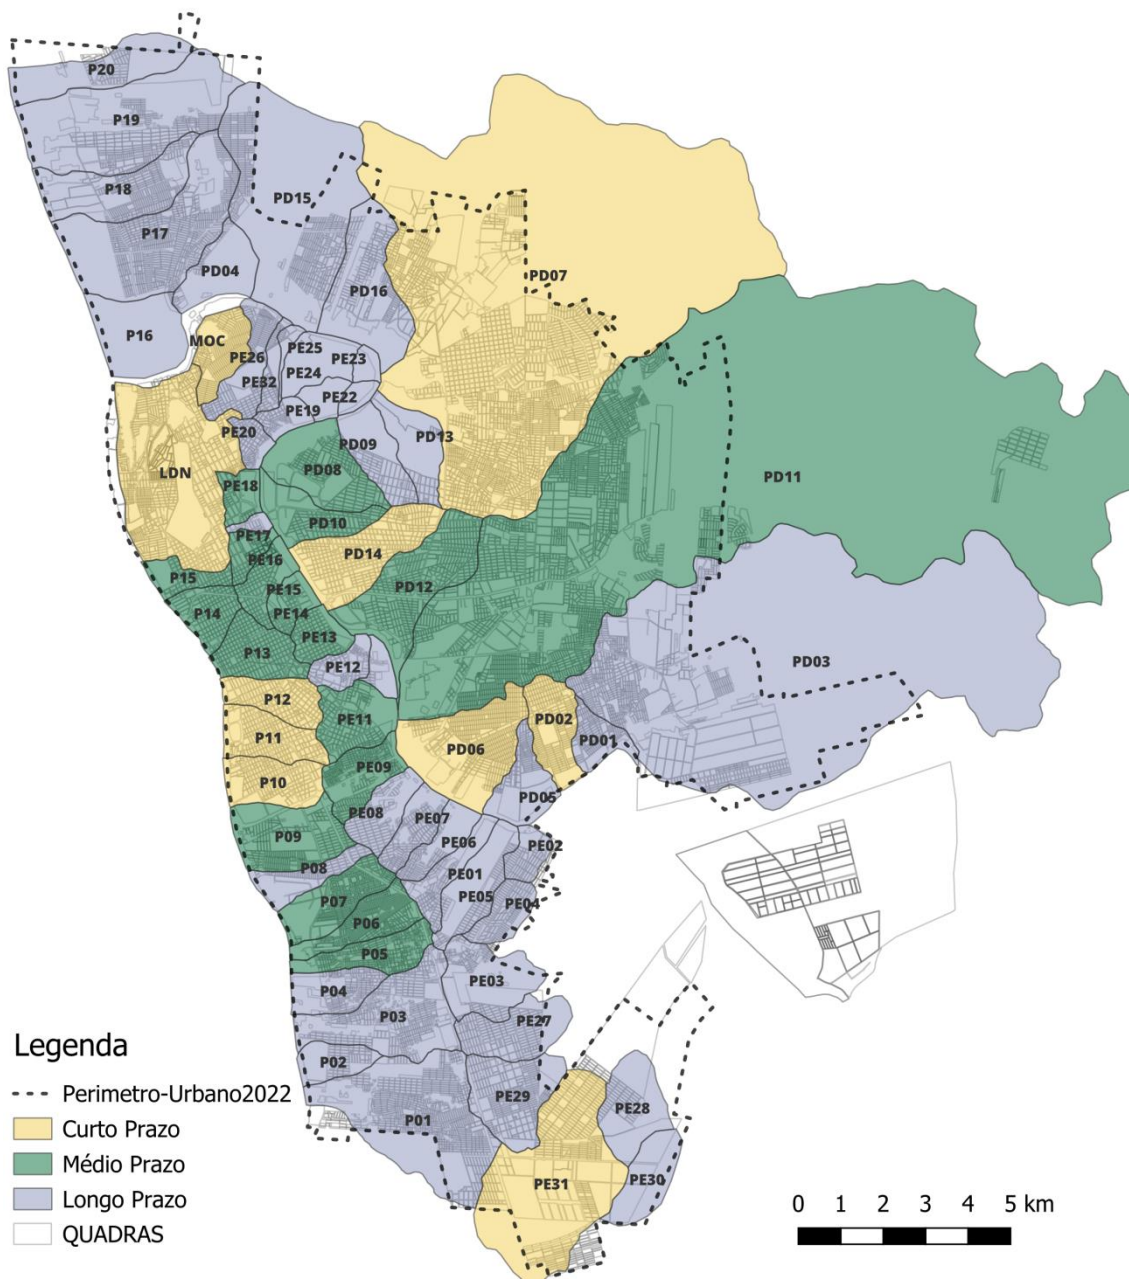 P20
P19
P18
P17
PD15
PD04
PD16
PD07
P16
MOC
PE25
PE26
PE23
PE24
PE32
PE22
PE19
PE20
PD09
PD13
LDN
PD08
PE18
PD11
PD10
PE17
PD14
PE16
P15
PD12
PE15
P14
PE14
PE13
P13
PE12
PD03
P12
PE11
PD02
P11
PD06
PD01
PE09
P10
PD05
PE08
PE07
P09
PE06
PE02
P08
PE01
P07
PE05
PE04
P06
P05
PE03
P04
P03
PE27
P02
PE29
PE28
P01
PE31
PE30
Legenda
Perimetro-Urbano2022
Curto Prazo
Médio Prazo
Longo Prazo
QUADRAS
0 1 2 3 4 5 km